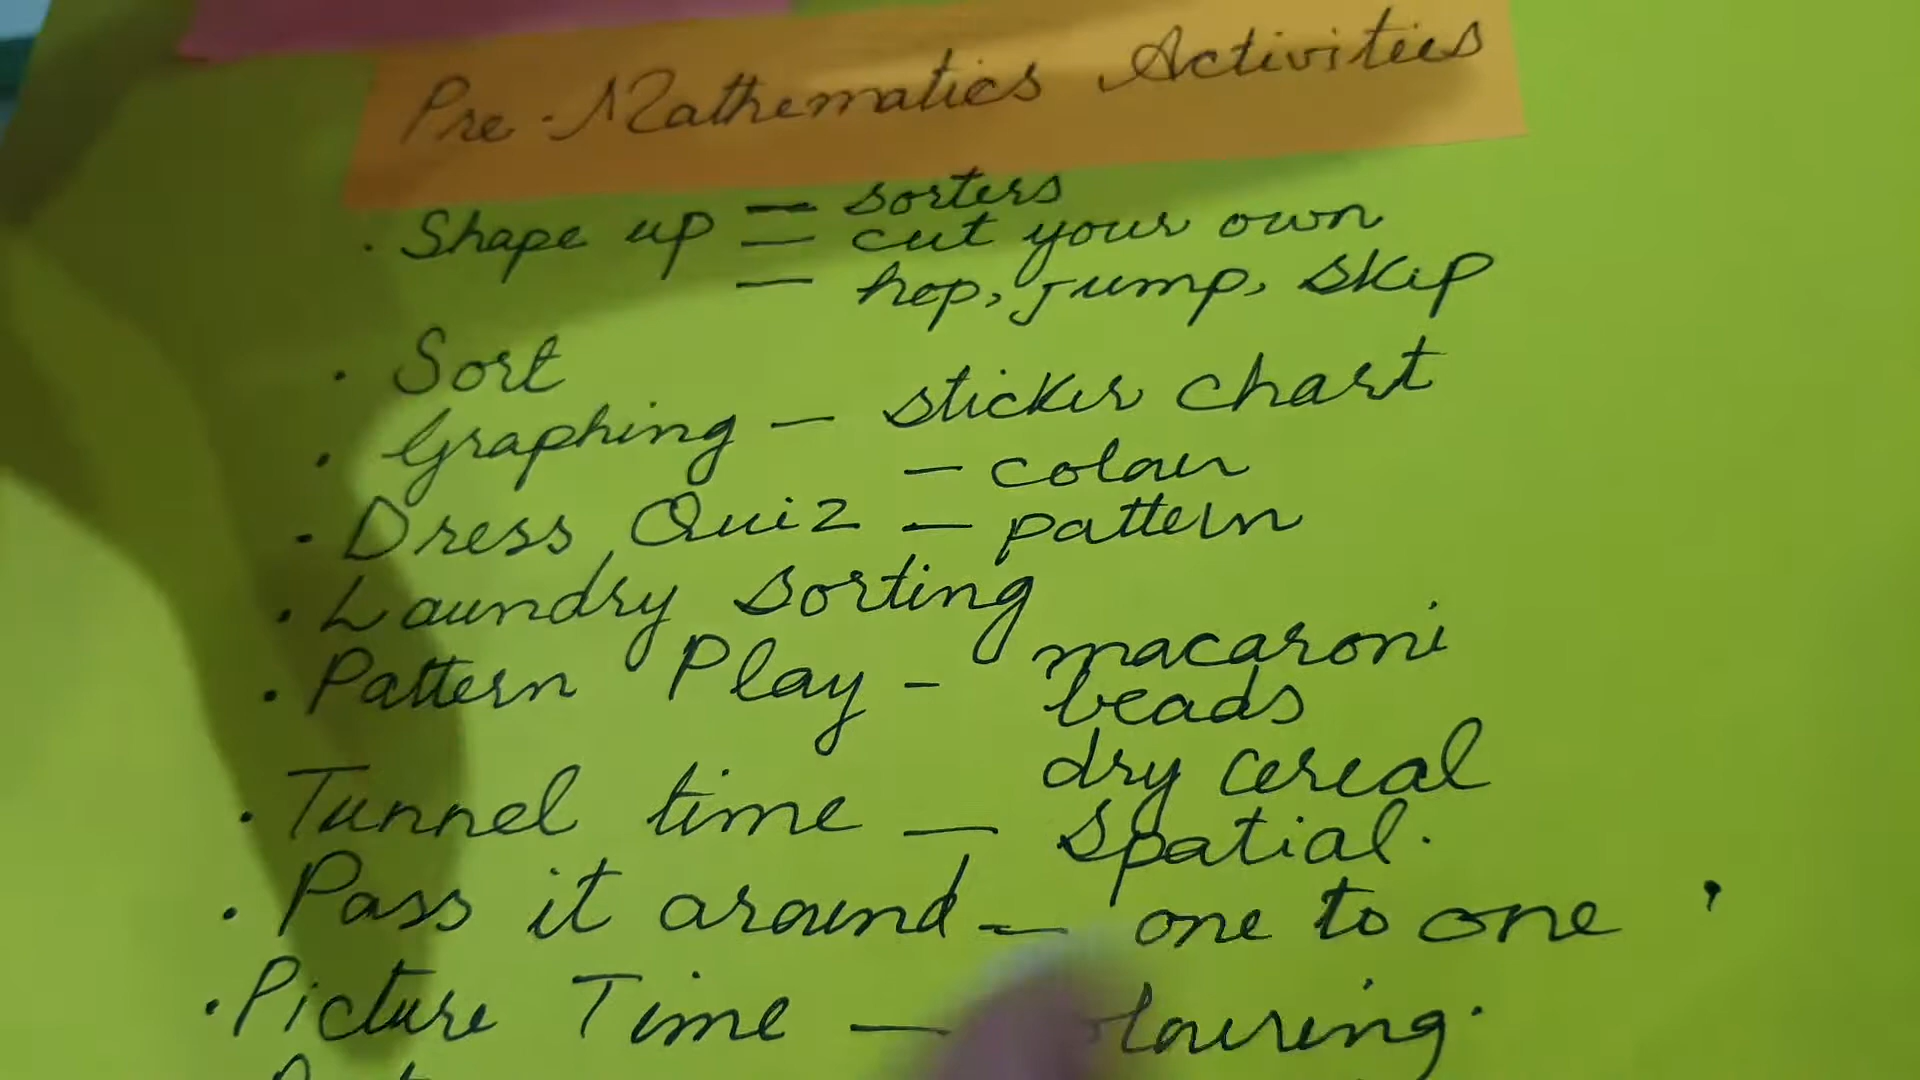 Pre-Mathematics Activities
. Shape up — sorters
— cut your own
— hop, jump, skip
. Sort
. Graphing — sticker chart
— colour
. Dress Quiz — pattern
. Laundry sorting
. Pattern Play - macaroni
beads
dry cereal
. Tunnel time — spatial.
. Pass it around — one to one
. Picture Time —